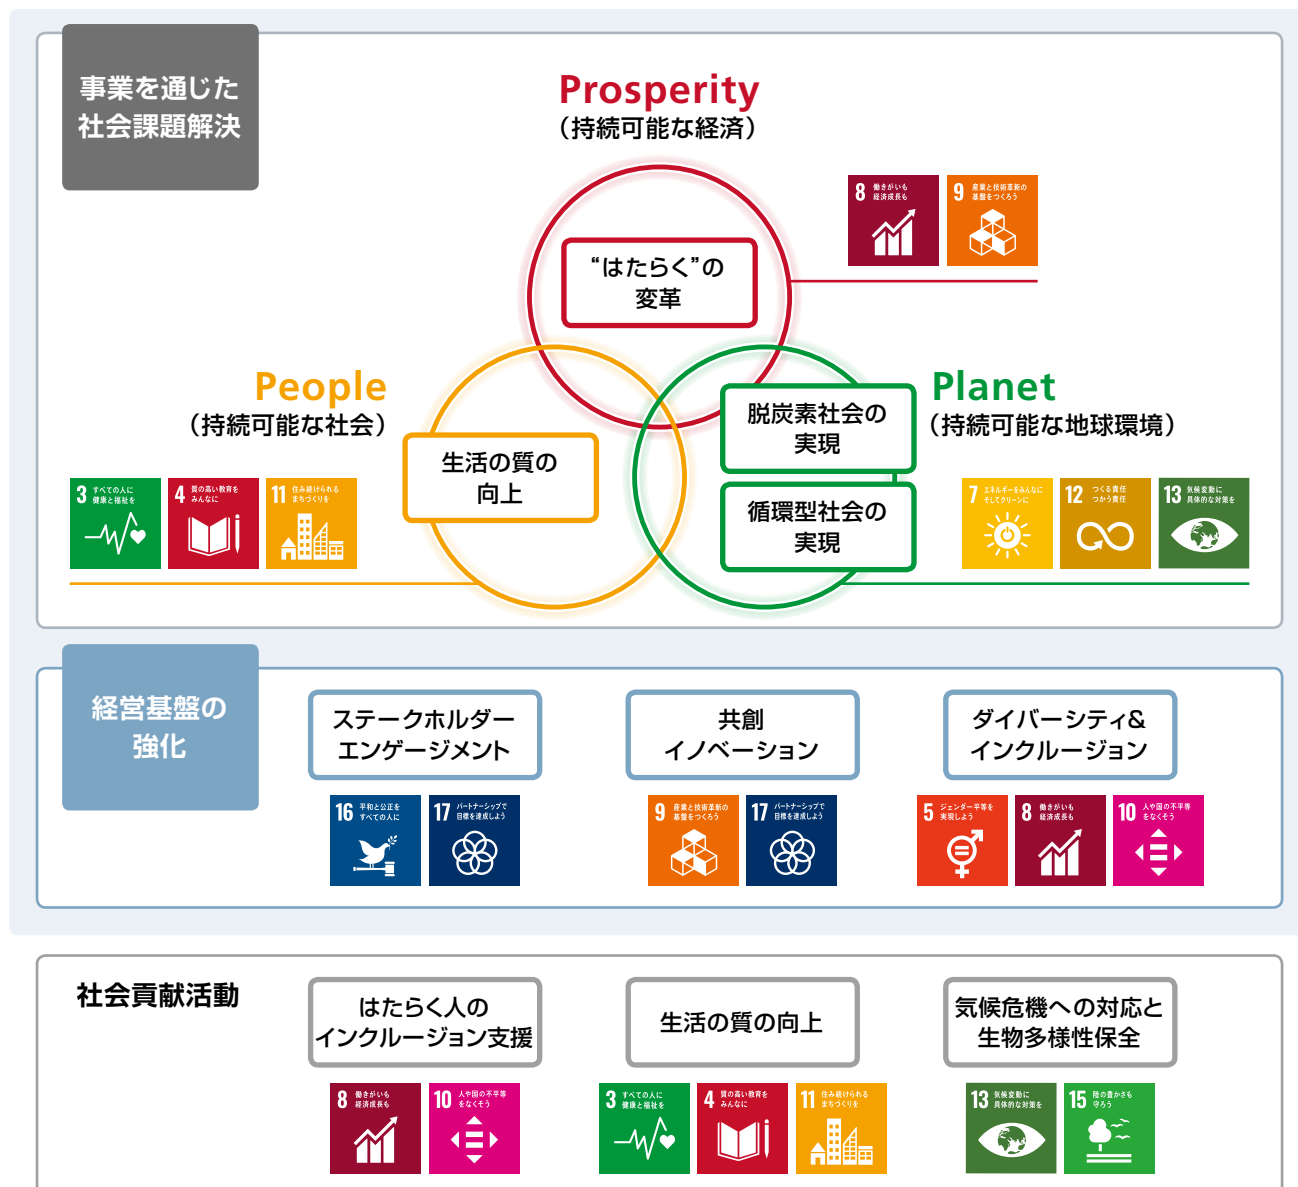 事業を通じた
社会課題解決
Prosperity
（持続可能な経済）
8 働きがいも
経済成長も
9 産業と技術革新の
基盤をつくろう
“はたらく”の
変革
People
（持続可能な社会）
Planet
（持続可能な地球環境）
生活の質の
向上
脱炭素社会の
実現
循環型社会の
実現
3 すべての人に
健康と福祉を
4 質の高い教育を
みんなに
11 住み続けられる
まちづくりを
7 エネルギーをみんなに
そしてクリーンに
12 つくる責任
つかう責任
13 気候変動に
具体的な対策を
経営基盤の
強化
ステークホルダー
エンゲージメント
共創
イノベーション
ダイバーシティ&
インクルージョン
16 平和と公正を
すべての人に
17 パートナーシップで
目標を達成しよう
9 産業と技術革新の
基盤をつくろう
17 パートナーシップで
目標を達成しよう
5 ジェンダー平等を
実現しよう
8 働きがいも
経済成長も
10 人や国の不平等
をなくそう
社会貢献活動
はたらく人の
インクルージョン支援
生活の質の向上
気候危機への対応と
生物多様性保全
8 働きがいも
経済成長も
10 人や国の不平等
をなくそう
3 すべての人に
健康と福祉を
4 質の高い教育を
みんなに
11 住み続けられる
まちづくりを
13 気候変動に
具体的な対策を
15 陸の豊かさも
守ろう